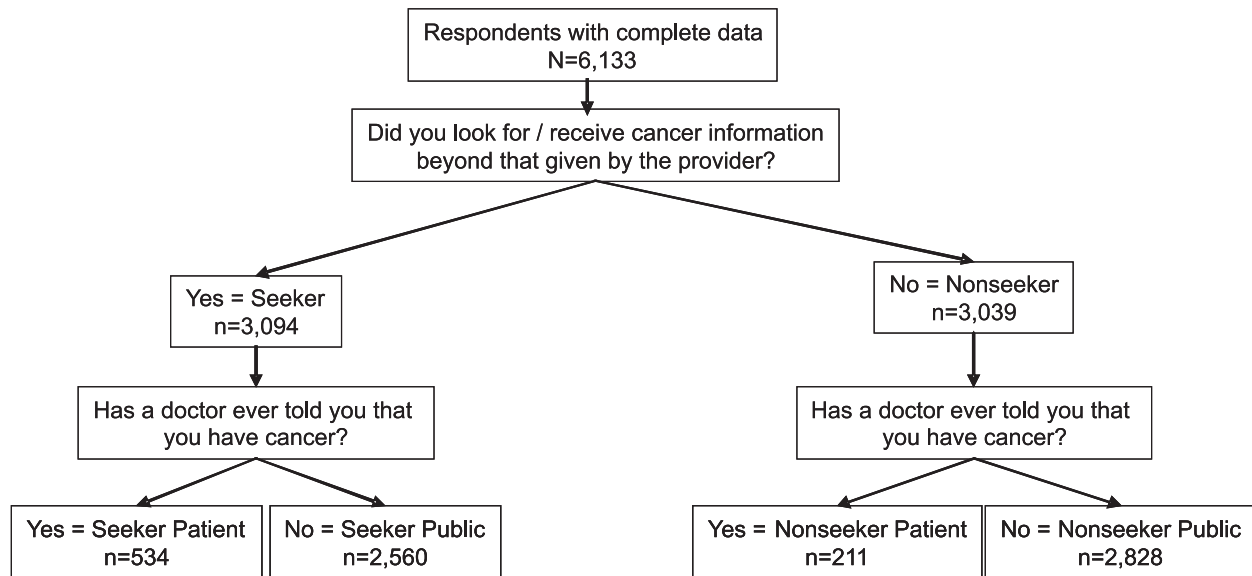 Respondents with complete data
N=6,133
Did you look for / receive cancer information
beyond that given by the provider?
Yes = Seeker
n=3,094
No = Nonseeker
n=3,039
Has a doctor ever told you that
you have cancer?
Has a doctor ever told you that
you have cancer?
Yes = Seeker Patient
n=534
No = Seeker Public
n=2,560
Yes = Nonseeker Patient
n=211
No = Nonseeker Public
n=2,828